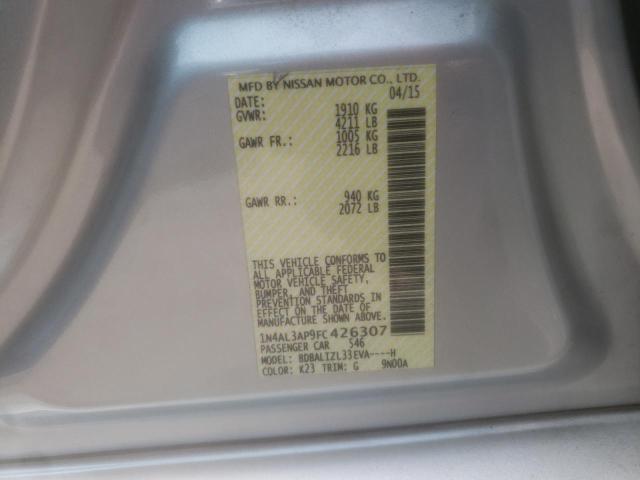 MFD BY NISSAN MOTOR CO., LTD.
DATE: 04/15
GVWR: 1910 KG
4211 LB
GAWR FR.: 1005 KG
2216 LB
GAWR RR.: 940 KG
2072 LB
THIS VEHICLE CONFORMS TO
ALL APPLICABLE FEDERAL
MOTOR VEHICLE SAFETY,
BUMPER, AND THEFT
PREVENTION STANDARDS IN
EFFECT ON THE DATE OF
MANUFACTURE SHOWN ABOVE.
1N4AL3AP9FC426307
PASSENGER CAR 546
MODEL: BDBALIZL33EVA----H
COLOR: K23 TRIM: G 9N00A